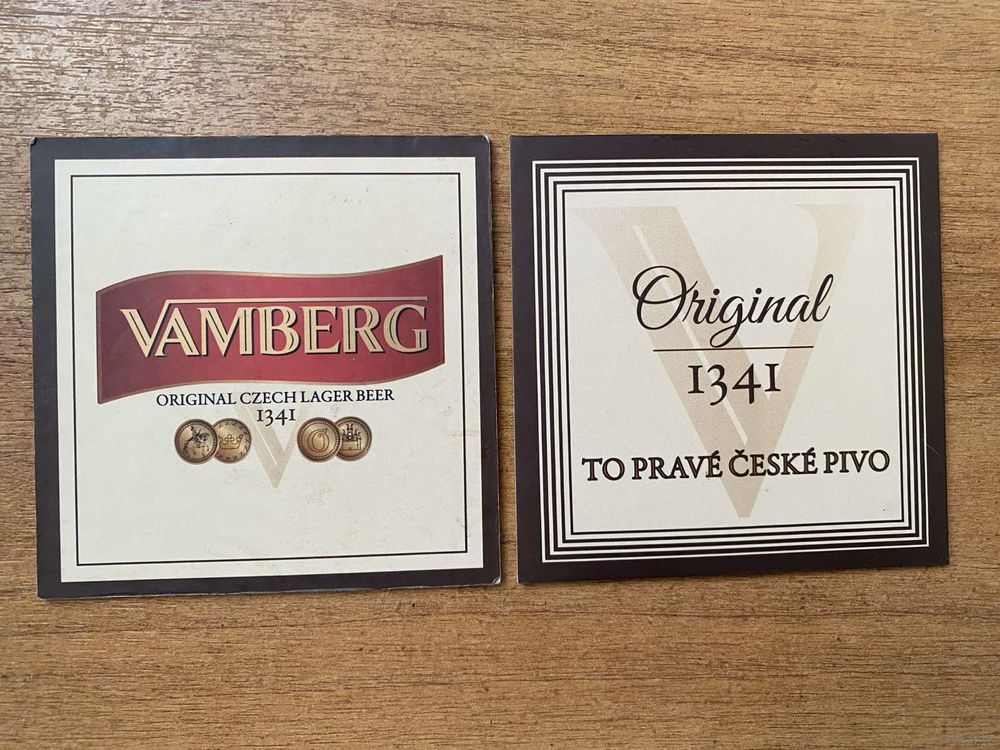 VAMBERG
ORIGINAL CZECH LAGER BEER
1341
Original
1341
TO PRAVÉ ČESKÉ PIVO